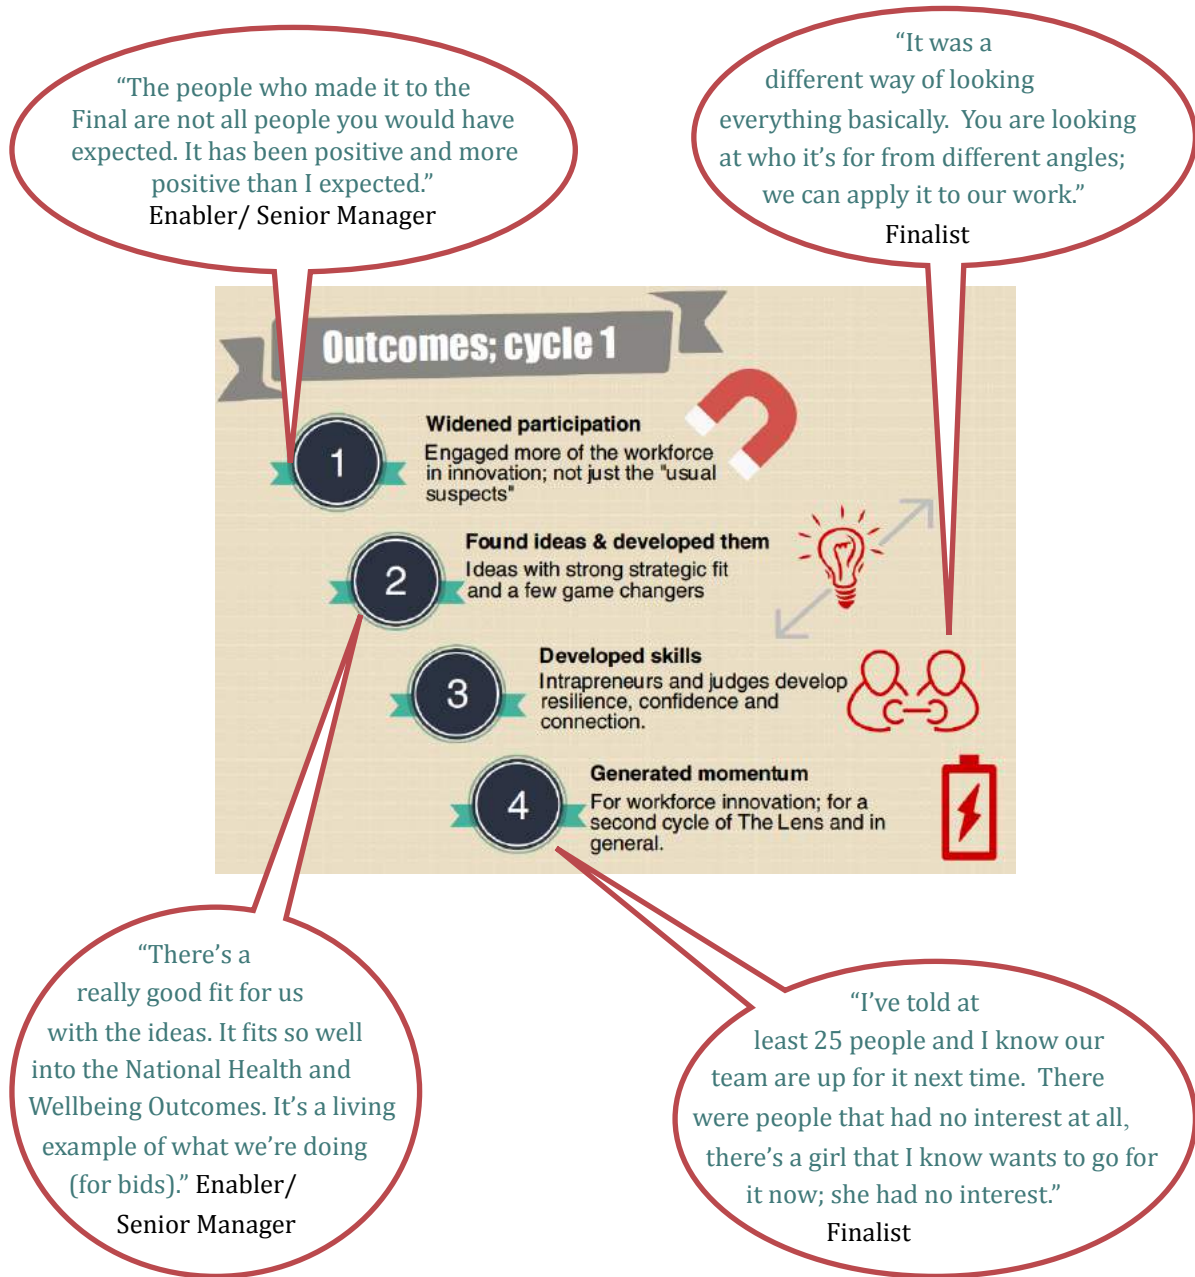 “The people who made it to the
Final are not all people you would have
expected. It has been positive and more
positive than I expected.”
Enabler/ Senior Manager
“It was a
different way of looking
everything basically.  You are looking
at who it’s for from different angles;
we can apply it to our work.”
Finalist
Outcomes; cycle 1
1
Widened participation
Engaged more of the workforce
in innovation; not just the "usual
suspects"
2
Found ideas & developed them
Ideas with strong strategic fit
and a few game changers
3
Developed skills
Intrapreneurs and judges develop
resilience, confidence and
connection.
4
Generated momentum
For workforce innovation; for a
second cycle of The Lens and in
general.
“There’s a
really good fit for us
with the ideas. It fits so well
into the National Health and
Wellbeing Outcomes. It’s a living
example of what we’re doing
(for bids).” Enabler/
Senior Manager
“I’ve told at
least 25 people and I know our
team are up for it next time.  There
were people that had no interest at all,
there’s a girl that I know wants to go for
it now; she had no interest.”
Finalist